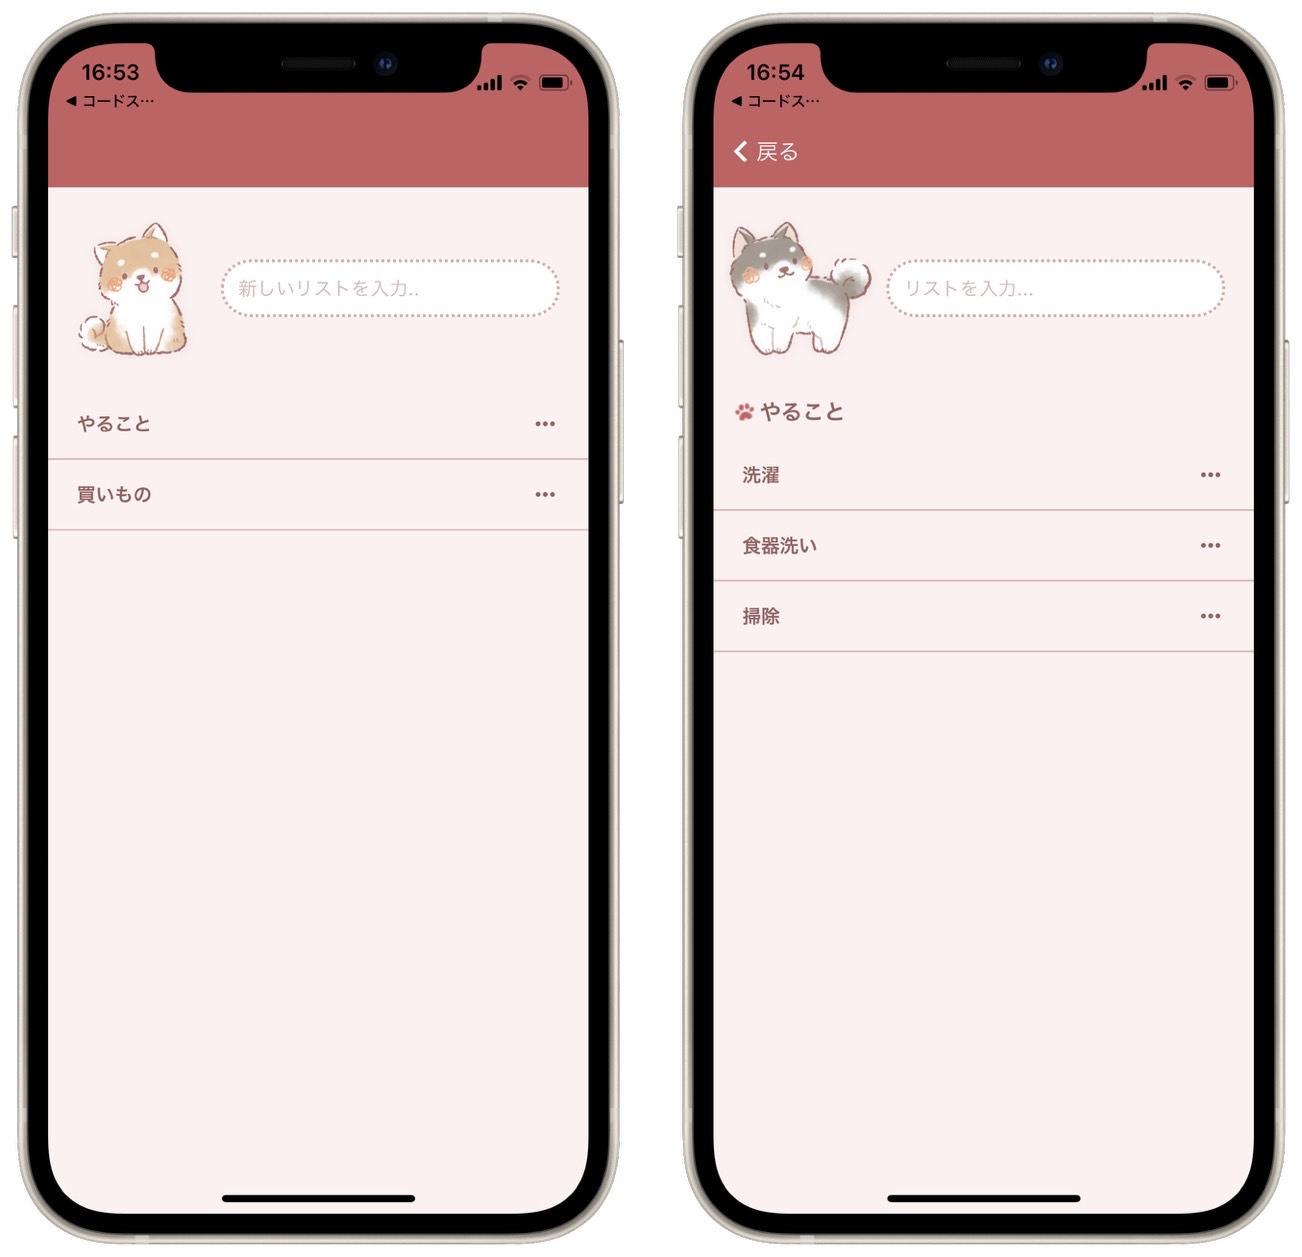 16:53
◀ コードス…
新しいリストを入力..
やること
買いもの
16:54
◀ コードス…
戻る
リストを入力...
やること
洗濯
食器洗い
掃除